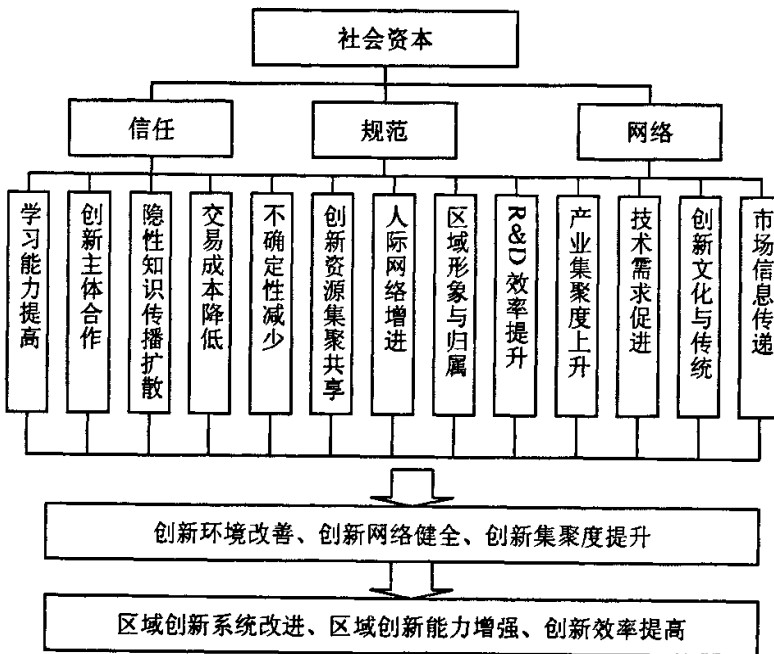 社会资本
信任
规范
网络
学习能力提高
创新主体合作
隐性知识传播扩散
交易成本降低
不确定性减少
创新资源集聚共享
人际网络增进
区域形象与归属
R&D效率提升
产业集聚度上升
技术需求促进
创新文化与传统
市场信息传递
创新环境改善、创新网络健全、创新集聚度提升
区域创新系统改进、区域创新能力增强、创新效率提高